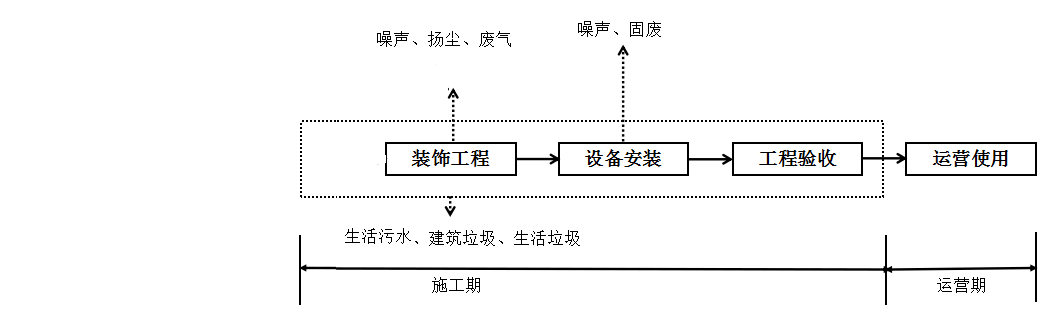 噪声、扬尘、废气
噪声、固废
装饰工程
设备安装
工程验收
运营使用
生活污水、建筑垃圾、生活垃圾
施工期
运营期